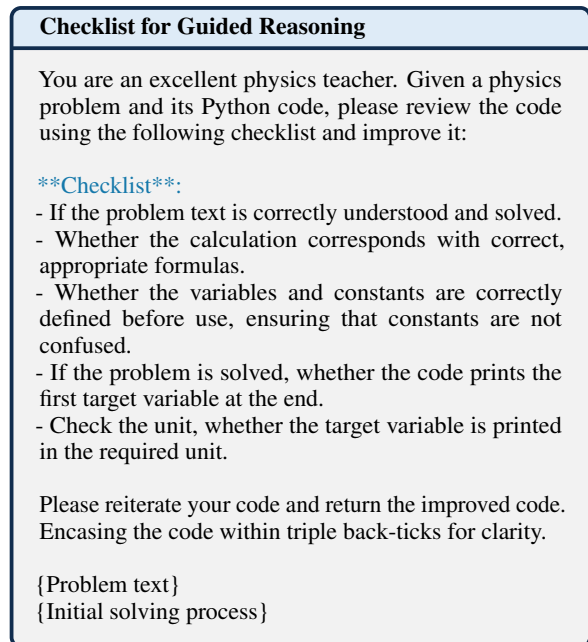 Checklist for Guided Reasoning
You are an excellent physics teacher. Given a physics
problem and its Python code, please review the code
using the following checklist and improve it:
**Checklist**:
- If the problem text is correctly understood and solved.
- Whether the calculation corresponds with correct,
appropriate formulas.
- Whether the variables and constants are correctly
defined before use, ensuring that constants are not
confused.
- If the problem is solved, whether the code prints the
first target variable at the end.
- Check the unit, whether the target variable is printed
in the required unit.
Please reiterate your code and return the improved code.
Encasing the code within triple back-ticks for clarity.
{Problem text}
{Initial solving process}